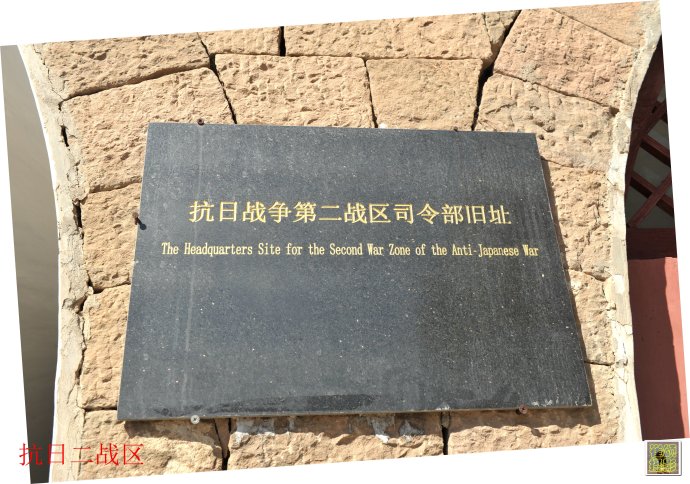 抗日战争第二战区司令部旧址
The Headquarters Site for the Second War Zone of the Anti-Japanese War
抗日二战区